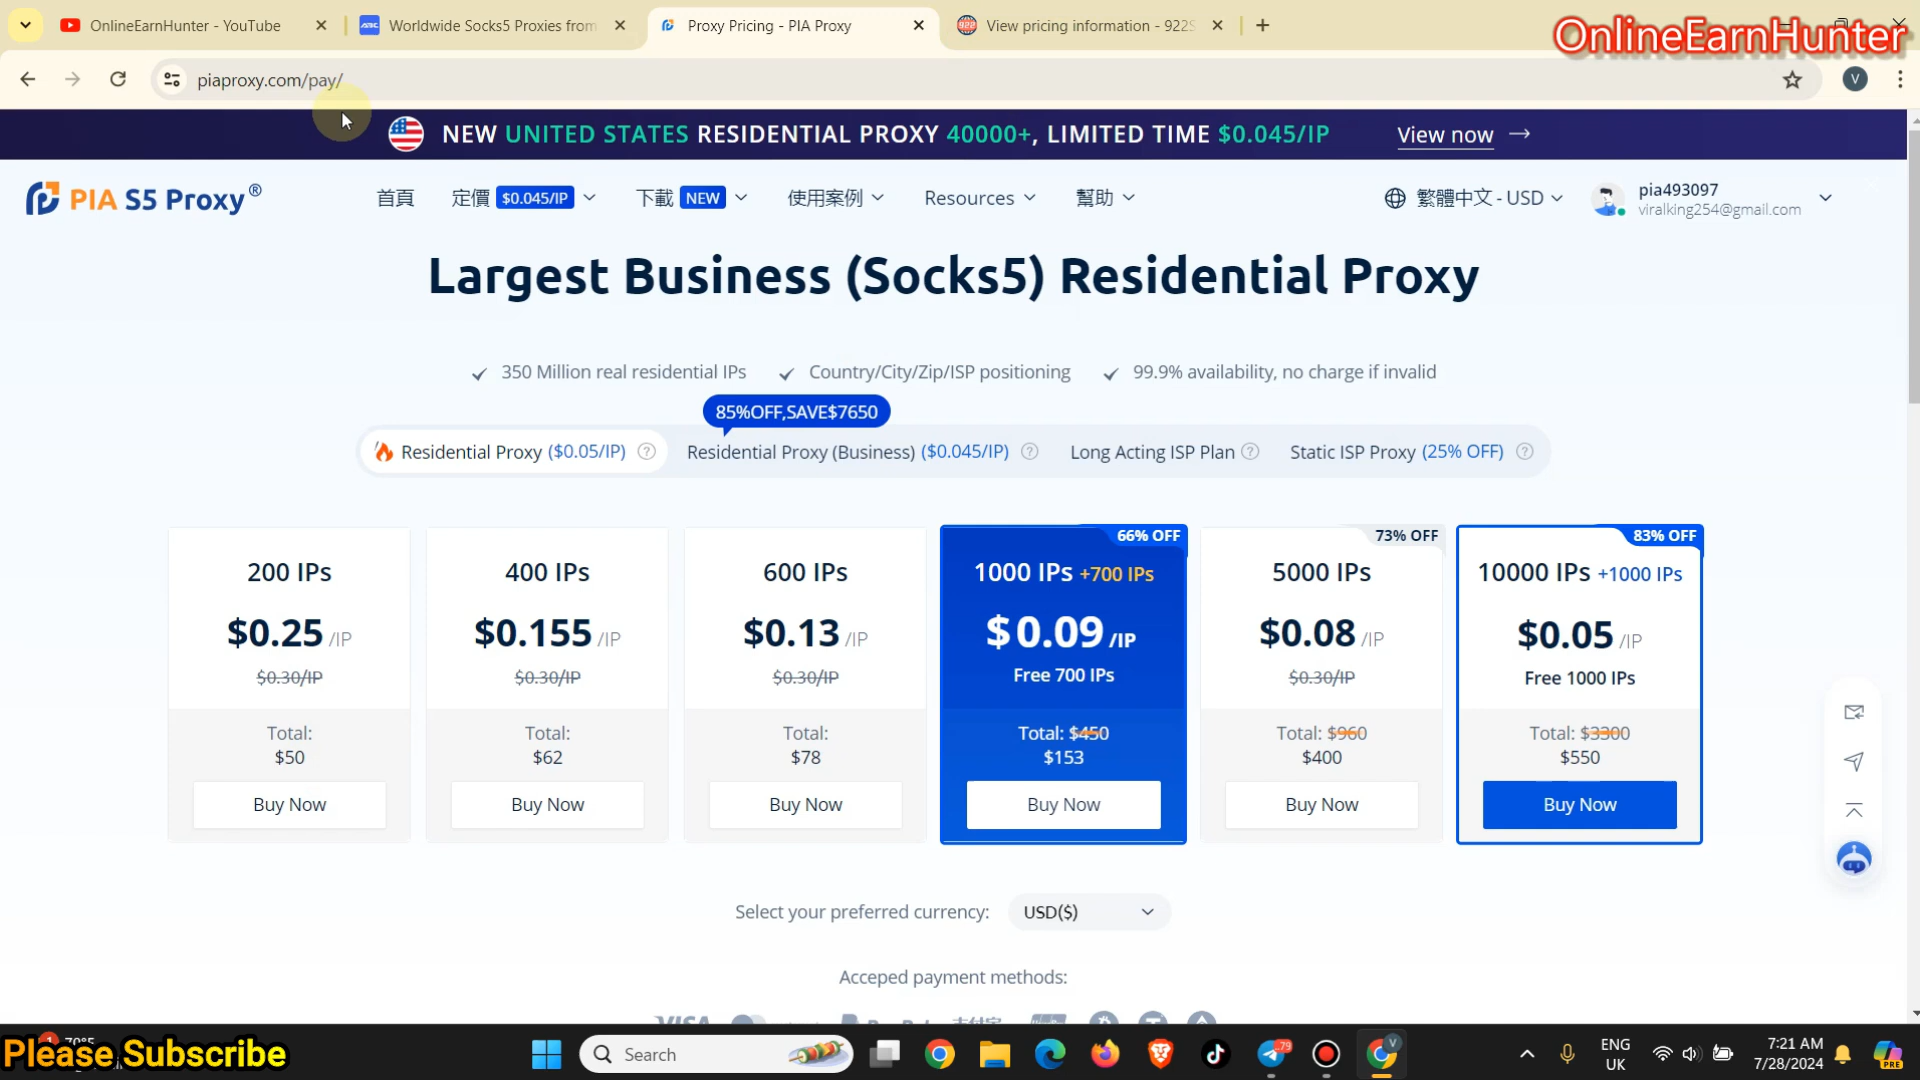 OnlineEarnHunter - YouTube
Worldwide Socks5 Proxies from
Proxy Pricing - PIA Proxy
View pricing information - 922S
OnlineEarnHunter
piaproxy.com/pay/
V
NEW UNITED STATES RESIDENTIAL PROXY 40000+, LIMITED TIME $0.045/IP
View now
PIA S5 Proxy®
首頁
定價 $0.045/IP
下載 NEW
使用案例
Resources
幫助
繁體中文 - USD
pia493097
viralking254@gmail.com
Largest Business (Socks5) Residential Proxy
350 Million real residential IPs
Country/City/Zip/ISP positioning
99.9% availability, no charge if invalid
85%OFF,SAVE$7650
Residential Proxy ($0.05/IP) ?
Residential Proxy (Business) ($0.045/IP) ?
Long Acting ISP Plan ?
Static ISP Proxy (25% OFF) ?
200 IPs
$0.25 /IP
$0.30/IP
Total:
$50
Buy Now
400 IPs
$0.155 /IP
$0.30/IP
Total:
$62
Buy Now
600 IPs
$0.13 /IP
$0.30/IP
Total:
$78
Buy Now
66% OFF
1000 IPs +700 IPs
$0.09 /IP
Free 700 IPs
Total: $450
$153
Buy Now
73% OFF
5000 IPs
$0.08 /IP
$0.30/IP
Total: $960
$400
Buy Now
83% OFF
10000 IPs +1000 IPs
$0.05 /IP
Free 1000 IPs
Total: $3300
$550
Buy Now
Select your preferred currency: USD($)
Acceped payment methods:
VISA
Please Subscribe
Search
79
V
ENG
UK
7:21 AM
7/28/2024
PRE